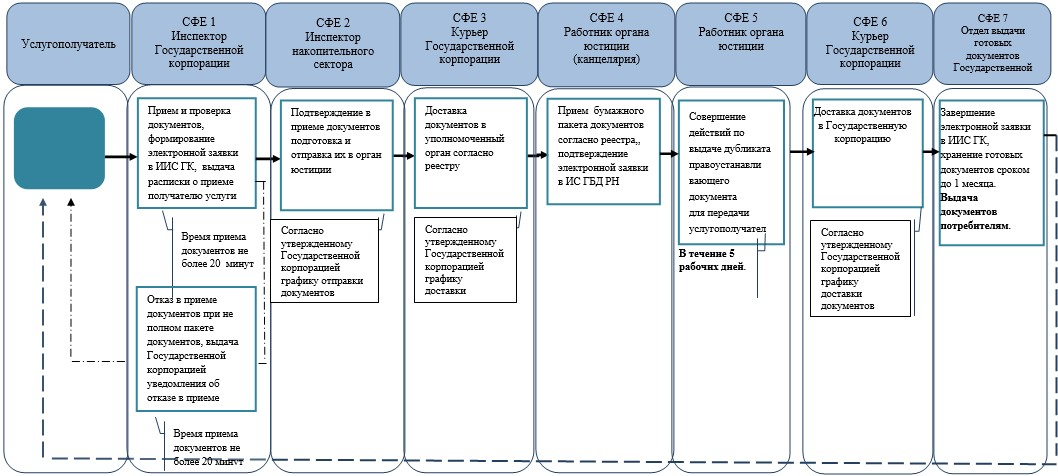 Услугополучатель
СФЕ 1
Инспектор
Государственной
корпорации
СФЕ 2
Инспектор
накопительного
сектора
СФЕ 3
Курьер
Государственной
корпорации
СФЕ 4
Работник органа
юстиции
(канцелярия)
СФЕ 5
Работник органа
юстиции
СФЕ 6
Курьер
Государственной
корпорации
СФЕ 7
Отдел выдачи
готовых
документов
Государственной
Прием и проверка
документов,
формирование
электронной заявки
в ИИС ГК, выдача
расписки о приеме
получателю услуги
Время приема
документов не
более 20 минут
Отказ в приеме
документов при не
полном пакете
документов, выдача
Государственной
корпорацией
уведомления об
отказе в приеме
Время приема
документов не
более 20 минут
Подтверждение в
приеме документов
подготовка и
отправка их в орган
юстиции
Согласно
утвержденному
Государственной
корпорацией
графику отправки
документов
Доставка
документов в
уполномоченный
орган согласно
реестру
Согласно
утвержденному
Государственной
корпорацией
графику
доставки
Прием бумажного
пакета документов
согласно реестра,,
подтверждение
электронной заявки
в ИС ГБД РН
Совершение
действий по
выдаче дубликата
правоустанавли
вающего
документа
для передачи
услугополучател
В течение 5
рабочих дней.
Доставка документов
в Государственную
корпорацию
Согласно
утвержденному
Государственной
корпорацией
графику
доставки
документов
Завершение
электронной заявки
в ИИС ГК,
хранение готовых
документов сроком
до 1 месяца.
Выдача
документов
потребителям.